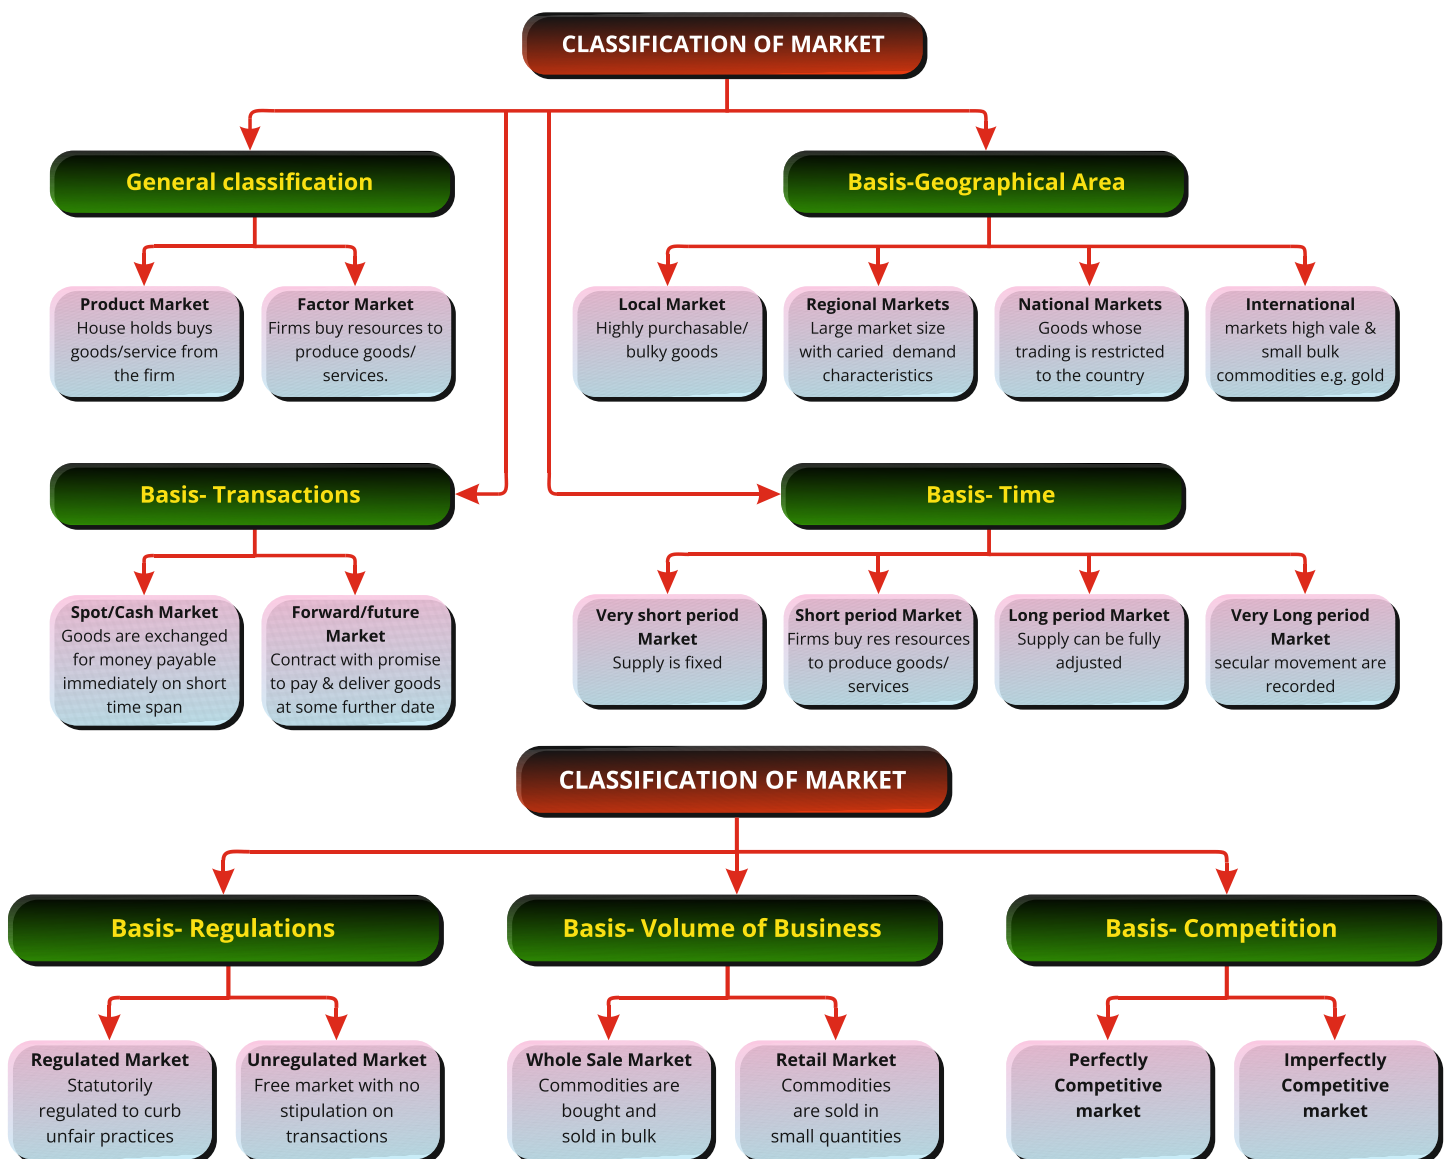 CLASSIFICATION OF MARKET
General classification
Basis-Geographical Area
Product Market
House holds buys
goods/service from
the firm
Factor Market
Firms buy resources to
produce goods/
services.
Local Market
Highly purchasable/
bulky goods
Regional Markets
Large market size
with caried demand
characteristics
National Markets
Goods whose
trading is restricted
to the country
International
markets high vale &
small bulk
commodities e.g. gold
Basis- Transactions
Basis- Time
Spot/Cash Market
Goods are exchanged
for money payable
immediately on short
time span
Forward/future
Market
Contract with promise
to pay & deliver goods
at some further date
Very short period
Market
Supply is fixed
Short period Market
Firms buy res resources
to produce goods/
services
Long period Market
Supply can be fully
adjusted
Very Long period
Market
secular movement are
recorded
CLASSIFICATION OF MARKET
Basis- Regulations
Basis- Volume of Business
Basis- Competition
Regulated Market
Statutorily
regulated to curb
unfair practices
Unregulated Market
Free market with no
stipulation on
transactions
Whole Sale Market
Commodities are
bought and
sold in bulk
Retail Market
Commodities
are sold in
small quantities
Perfectly
Competitive
market
Imperfectly
Competitive
market